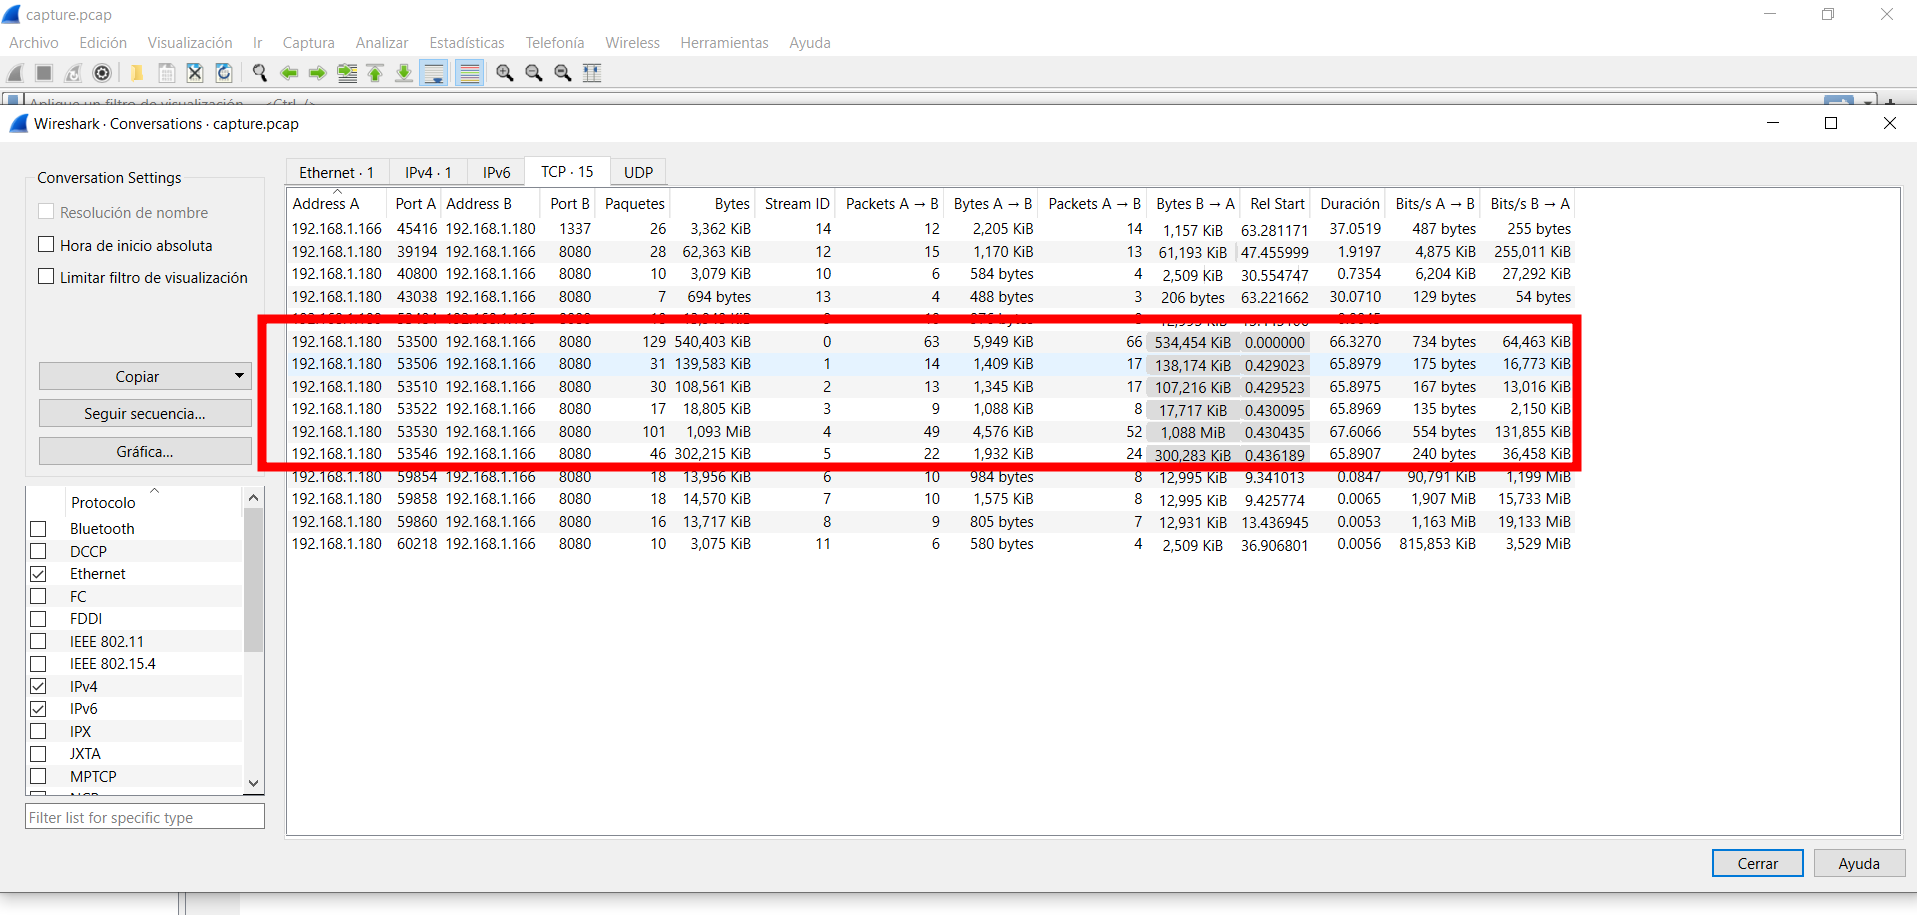 capture.pcap
Archivo Edición Visualización Ir Captura Analizar Estadísticas Telefonía Wireless Herramientas Ayuda
Aplique un filtro de visualización
Wireshark · Conversations · capture.pcap
Conversation Settings
Resolución de nombre
Hora de inicio absoluta
Limitar filtro de visualización
Copiar
Seguir secuencia...
Gráfica...
Protocolo
Bluetooth
DCCP
Ethernet
FC
FDDI
IEEE 802.11
IEEE 802.15.4
IPv4
IPv6
IPX
JXTA
MPTCP
Filter list for specific type
Ethernet · 1 IPv4 · 1 IPv6 TCP · 15 UDP
Address A Port A Address B Port B Paquetes Bytes Stream ID Packets A → B Bytes A → B Packets A → B Bytes B → A Rel Start Duración Bits/s A → B Bits/s B → A
192.168.1.166 45416 192.168.1.180 1337 26 3,362 KiB 14 12 2,205 KiB 14 1,157 KiB 63.281171 37.0519 487 bytes 255 bytes
192.168.1.180 39194 192.168.1.166 8080 28 62,363 KiB 12 15 1,170 KiB 13 61,193 KiB 47.455999 1.9197 4,875 KiB 255,011 KiB
192.168.1.180 40800 192.168.1.166 8080 10 3,079 KiB 10 6 584 bytes 4 2,509 KiB 30.554747 0.7354 6,204 KiB 27,292 KiB
192.168.1.180 43038 192.168.1.166 8080 7 694 bytes 13 4 488 bytes 3 206 bytes 63.221662 30.0710 129 bytes 54 bytes
192.168.1.180 53500 192.168.1.166 8080 129 540,403 KiB 0 63 5,949 KiB 66 534,454 KiB 0.000000 66.3270 734 bytes 64,463 KiB
192.168.1.180 53506 192.168.1.166 8080 31 139,583 KiB 1 14 1,409 KiB 17 138,174 KiB 0.429023 65.8979 175 bytes 16,773 KiB
192.168.1.180 53510 192.168.1.166 8080 30 108,561 KiB 2 13 1,345 KiB 17 107,216 KiB 0.429523 65.8975 167 bytes 13,016 KiB
192.168.1.180 53522 192.168.1.166 8080 17 18,805 KiB 3 9 1,088 KiB 8 17,717 KiB 0.430095 65.8969 135 bytes 2,150 KiB
192.168.1.180 53530 192.168.1.166 8080 101 1,093 MiB 4 49 4,576 KiB 52 1,088 MiB 0.430435 67.6066 554 bytes 131,855 KiB
192.168.1.180 53546 192.168.1.166 8080 46 302,215 KiB 5 22 1,932 KiB 24 300,283 KiB 0.436189 65.8907 240 bytes 36,458 KiB
192.168.1.180 59854 192.168.1.166 8080 18 13,956 KiB 6 10 984 bytes 8 12,995 KiB 9.341013 0.0847 90,791 KiB 1,199 MiB
192.168.1.180 59858 192.168.1.166 8080 18 14,570 KiB 7 10 1,575 KiB 8 12,995 KiB 9.425774 0.0065 1,907 MiB 15,733 MiB
192.168.1.180 59860 192.168.1.166 8080 16 13,717 KiB 8 9 805 bytes 7 12,931 KiB 13.436945 0.0053 1,163 MiB 19,133 MiB
192.168.1.180 60218 192.168.1.166 8080 10 3,075 KiB 11 6 580 bytes 4 2,509 KiB 36.906801 0.0056 815,853 KiB 3,529 MiB
Cerrar Ayuda